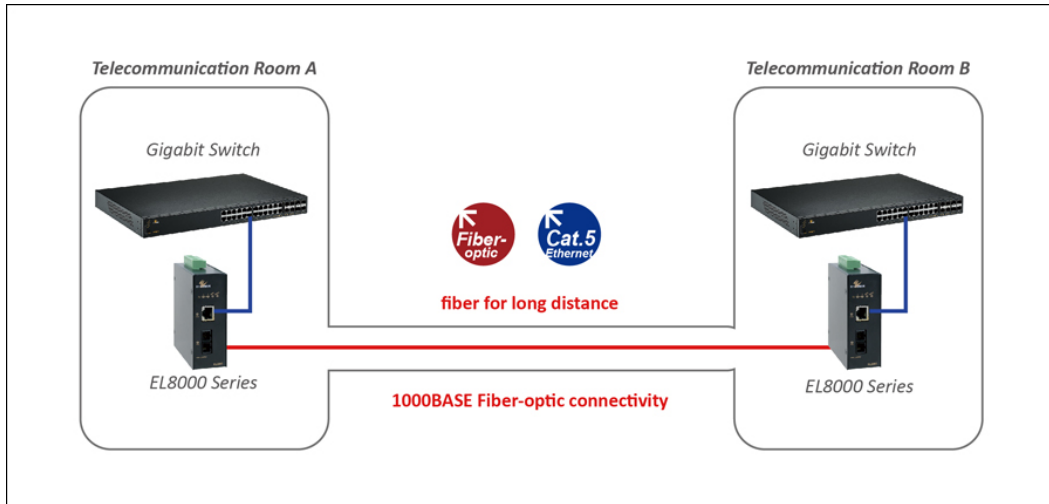 Telecommunication Room A
Telecommunication Room B
Gigabit Switch
Gigabit Switch
Fiber-
optic
Cat.5
Ethernet
fiber for long distance
EL8000 Series
EL8000 Series
1000BASE Fiber-optic connectivity